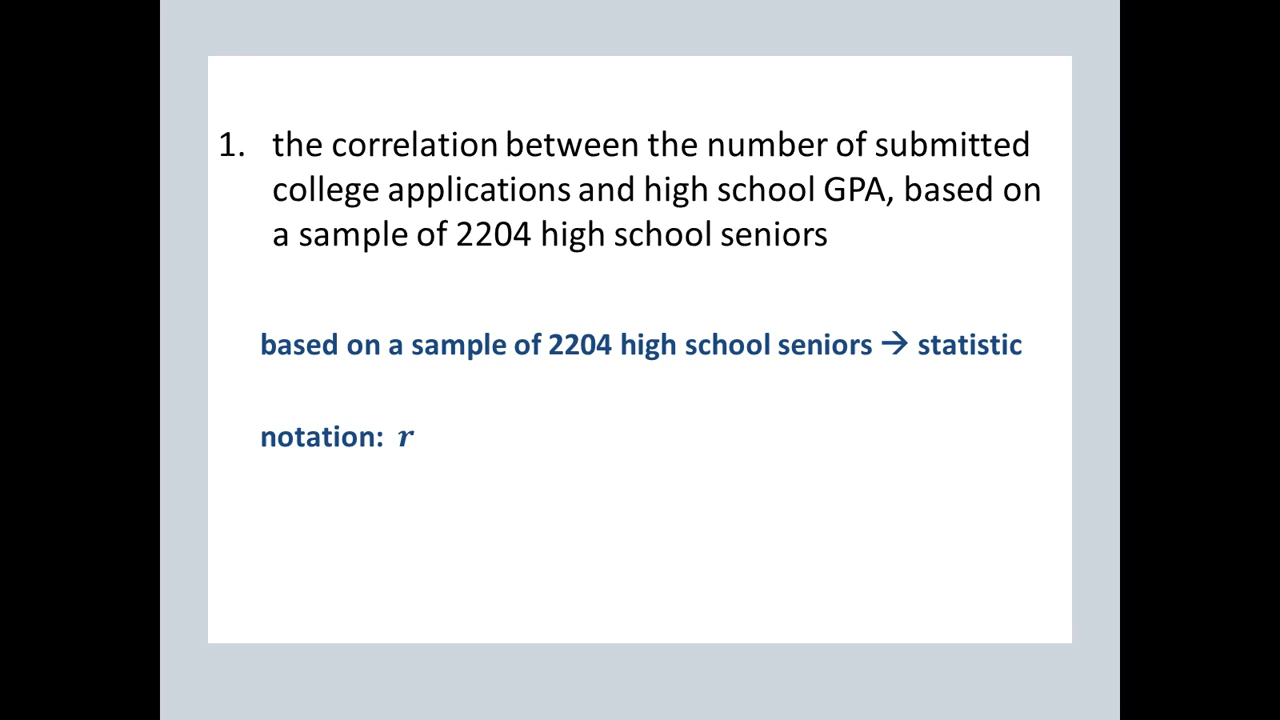 1. the correlation between the number of submitted
college applications and high school GPA, based on
a sample of 2204 high school seniors
based on a sample of 2204 high school seniors → statistic
notation: r